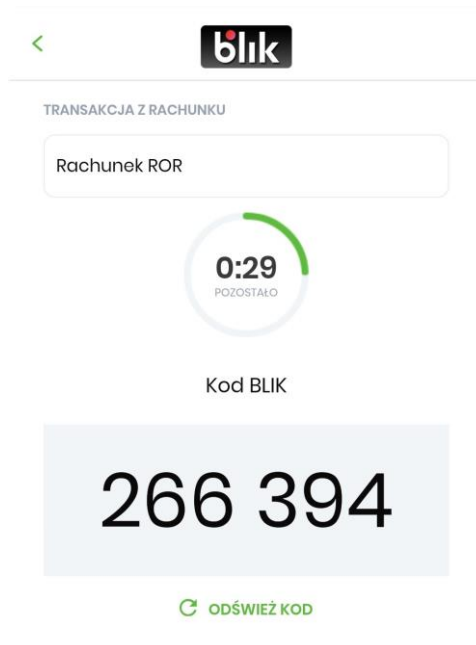 blik
TRANSAKCJA Z RACHUNKU
Rachunek ROR
0:29
POZOSTAŁO
Kod BLIK
266 394
ODŚWIEŻ KOD